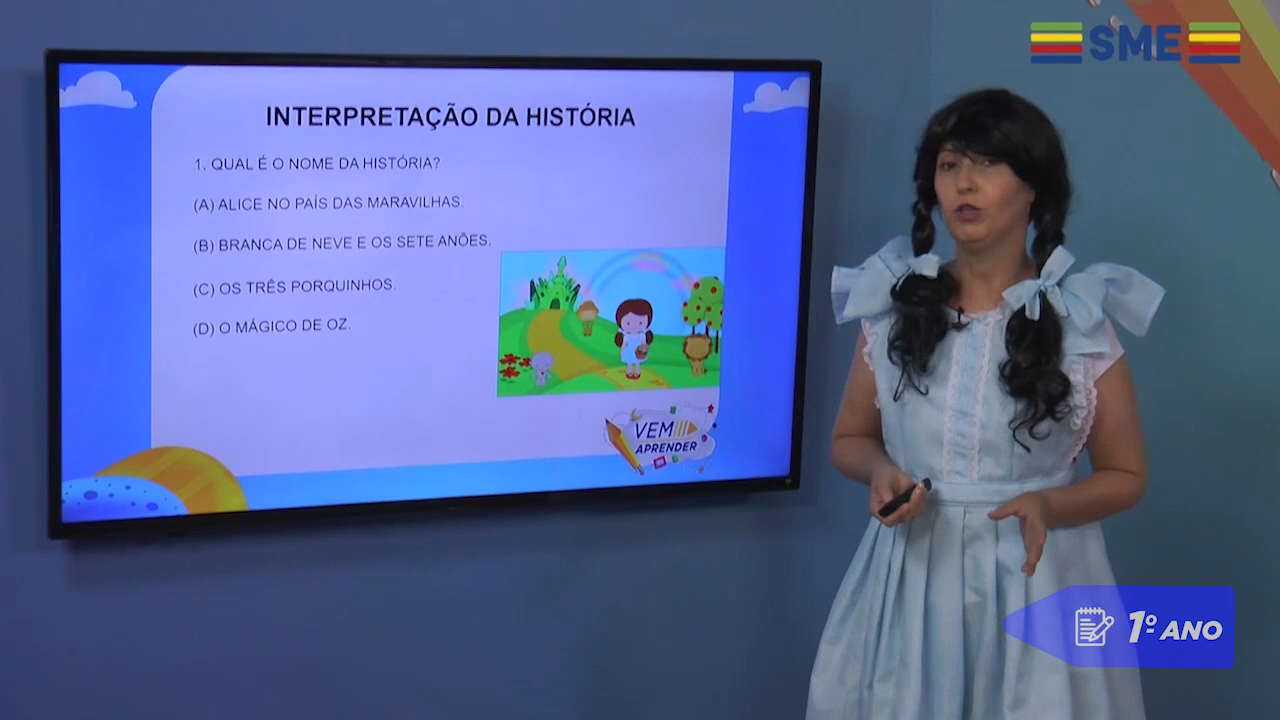 SME
INTERPRETAÇÃO DA HISTÓRIA
1. QUAL É O NOME DA HISTÓRIA?
(A) ALICE NO PAÍS DAS MARAVILHAS.
(B) BRANCA DE NEVE E OS SETE ANÕES.
(C) OS TRÊS PORQUINHOS.
(D) O MÁGICO DE OZ.
VEM
APRENDER
1º ANO